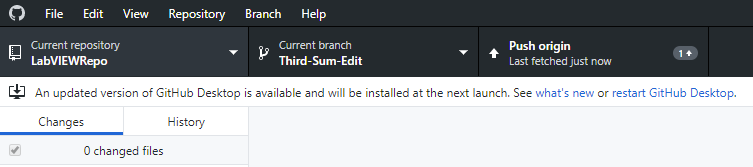 File Edit View Repository Branch Help
Current repository
LabVIEWRepo
Current branch
Third-Sum-Edit
Push origin
Last fetched just now
1
An updated version of GitHub Desktop is available and will be installed at the next launch. See what's new or restart GitHub Desktop.
Changes
History
0 changed files